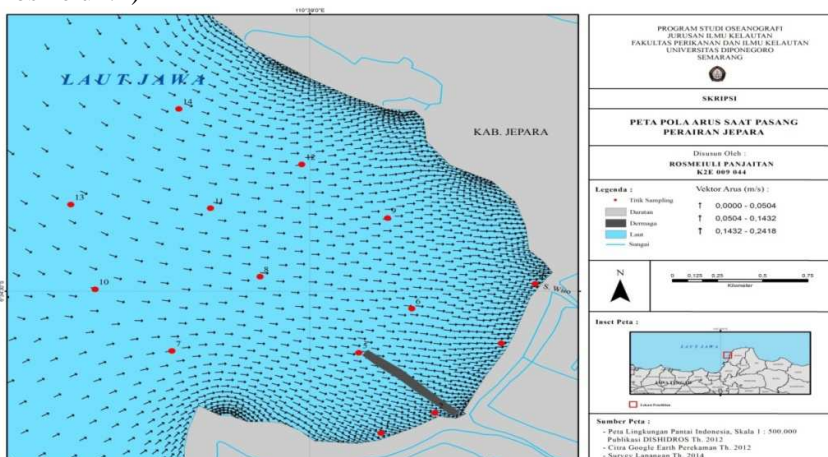 110°39'0"E
LAUT JAWA
KAB. JEPARA
14
12
13
11
9
8
10
6
7
5
S. Wiso
PROGRAM STUDI OSEANOGRAFI
JURUSAN ILMU KELAUTAN
FAKULTAS PERIKANAN DAN ILMU KELAUTAN
UNIVERSITAS DIPONEGORO
SEMARANG
SKRIPSI
PETA POLA ARUS SAAT PASANG
PERAIRAN JEPARA
Disusun Oleh :
ROSMEIULI PANJAITAN
K2E 009 044
Legenda :
Titik Sampling
Daratan
Dermaga
Laut
Sungai
Vektor Arus (m/s) :
0,0000 - 0,0504
0,0504 - 0,1432
0,1432 - 0,2418
N
0 0,125 0,25 0,5 0,75
Kilometer
Inset Peta :
LAUT JAWA
Sumber Peta :
- Peta Lingkungan Pantai Indonesia, Skala 1 : 500.000
Publikasi DISHIDROS Th. 2012
- Citra Google Earth Perekaman Th. 2012
- Survey Lapangan Th. 2014